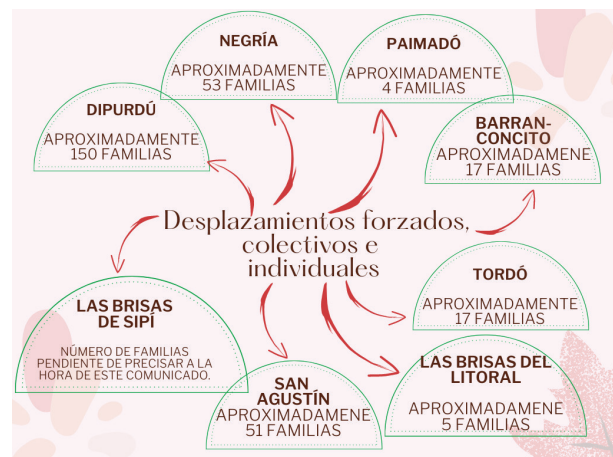 NEGRÍA
APROXIMADAMENTE
53 FAMILIAS
PAIMADÓ
APROXIMADAMENTE
4 FAMILIAS
DIPURDÚ
APROXIMADAMENTE
150 FAMILIAS
BARRAN-
CONCITO
APROXIMADAMENE
17 FAMILIAS
Desplazamientos forzados,
colectivos e
individuales
LAS BRISAS
DE SIPÍ
NÚMERO DE FAMILIAS
PENDIENTE DE PRECISAR A LA
HORA DE ESTE COMUNICADO.
TORDÓ
APROXIMADAMENTE
17 FAMILIAS
SAN
AGUSTÍN
APROXIMADAMENE
51 FAMILIAS
LAS BRISAS DEL
LITORAL
APROXIMADAMENE
5 FAMILIAS